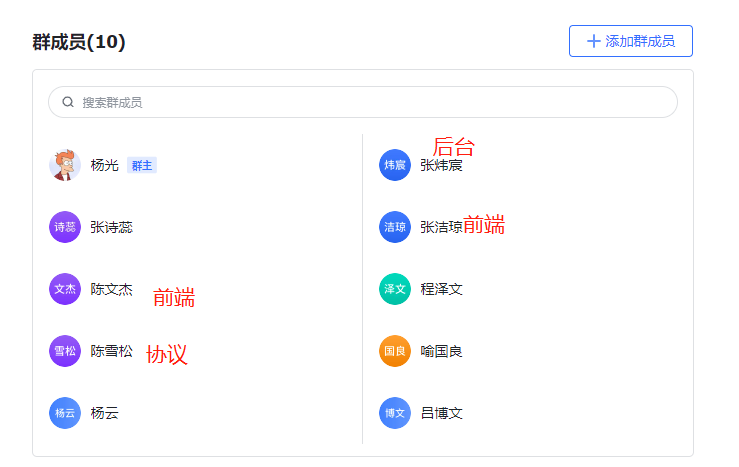 群成员(10)
添加群成员
搜索群成员
杨光 群主
后台
炜宸 张炜宸
诗蕊 张诗蕊
洁琼 张洁琼 前端
文杰 陈文杰 前端
泽文 程泽文
雪松 陈雪松 协议
国良 喻国良
杨云 杨云
博文 吕博文